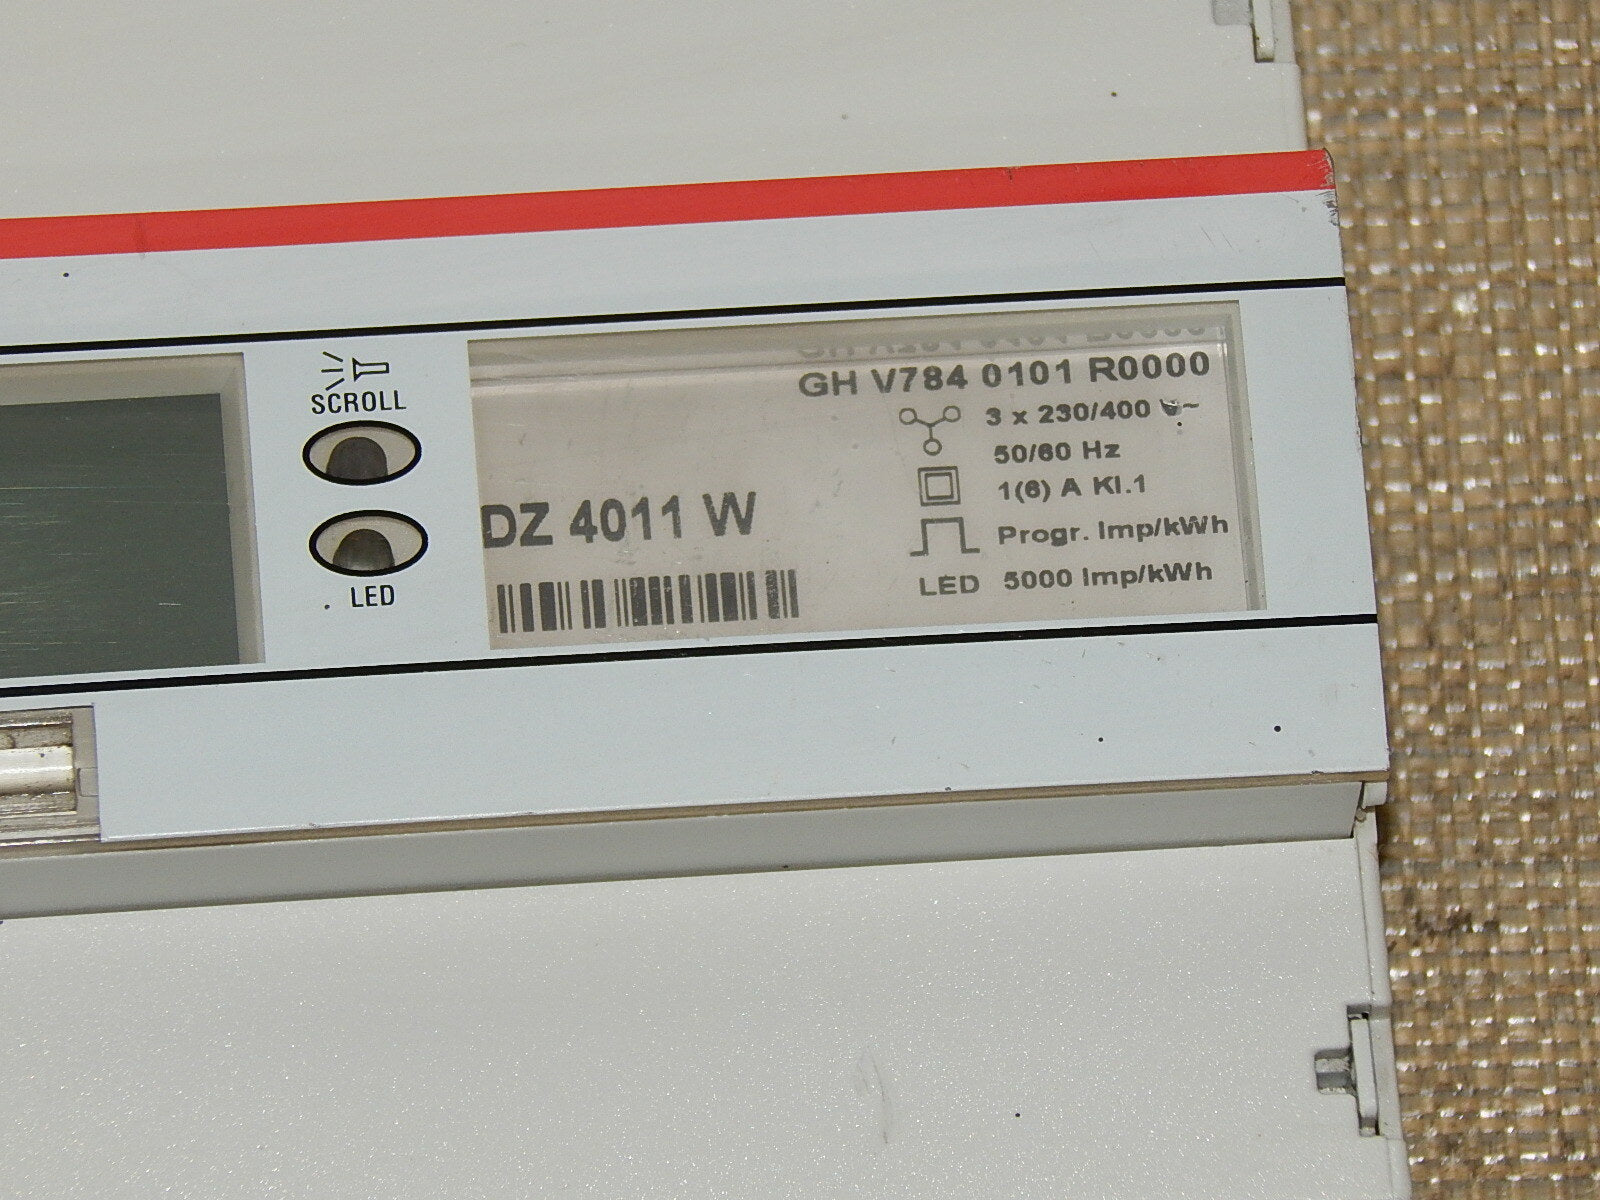 SCROLL
LED
DZ 4011 W
GH V784 0101 R0000
3 x 230/400 V~
50/60 Hz
1(6) A Kl.1
Progr. Imp/kWh
LED 5000 Imp/kWh